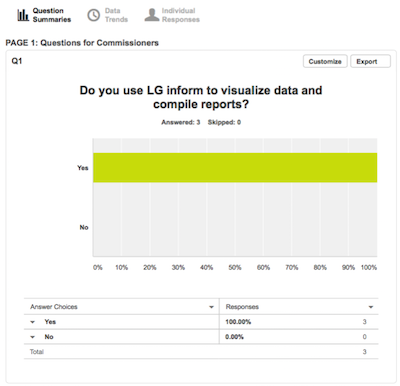 Question Summaries
Data Trends
Individual Responses
PAGE 1: Questions for Commissioners
Q1
Customize
Export
Do you use LG inform to visualize data and
compile reports?
Answered: 3 Skipped: 0
Yes
No
0% 10% 20% 30% 40% 50% 60% 70% 80% 90% 100%
Answer Choices Responses
Yes 100.00% 3
No 0.00% 0
Total 3